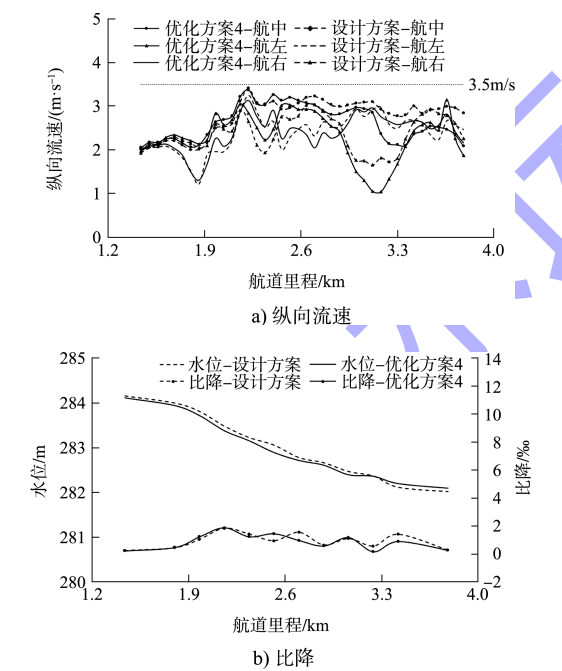 5
4
3
2
1
0
纵向流速/(m·s⁻¹)
优化方案4-航中 设计方案-航中
优化方案4-航左 设计方案-航左
优化方案4-航右 设计方案-航右
3.5m/s
1.2 1.9 2.6 3.3 4.0
航道里程/km
a) 纵向流速
285
284
283
282
281
280
水位/m
水位-设计方案 水位-优化方案4
比降-设计方案 比降-优化方案4
14
12
10
8
6
4
2
0
-2
比降/‰
1.2 1.9 2.6 3.3 4.0
航道里程/km
b) 比降